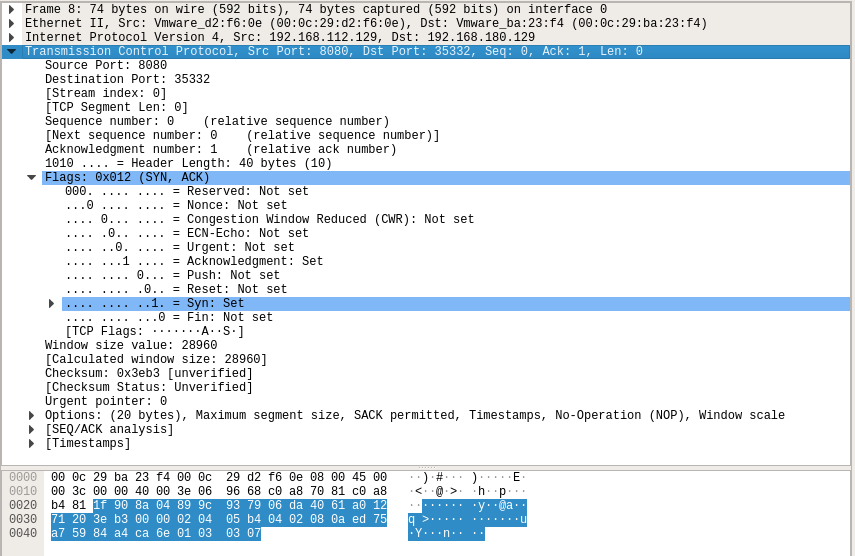 Frame 8: 74 bytes on wire (592 bits), 74 bytes captured (592 bits) on interface 0
Ethernet II, Src: Vmware_d2:f6:0e (00:0c:29:d2:f6:0e), Dst: Vmware_ba:23:f4 (00:0c:29:ba:23:f4)
Internet Protocol Version 4, Src: 192.168.112.129, Dst: 192.168.180.129
Transmission Control Protocol, Src Port: 8080, Dst Port: 35332, Seq: 0, Ack: 1, Len: 0
Source Port: 8080
Destination Port: 35332
[Stream index: 0]
[TCP Segment Len: 0]
Sequence number: 0    (relative sequence number)
[Next sequence number: 0    (relative sequence number)]
Acknowledgment number: 1    (relative ack number)
1010 .... = Header Length: 40 bytes (10)
Flags: 0x012 (SYN, ACK)
000. .... .... = Reserved: Not set
...0 .... .... = Nonce: Not set
.... 0... .... = Congestion Window Reduced (CWR): Not set
.... .0.. .... = ECN-Echo: Not set
.... ..0. .... = Urgent: Not set
.... ...1 .... = Acknowledgment: Set
.... .... 0... = Push: Not set
.... .... .0.. = Reset: Not set
.... .... ..1. = Syn: Set
.... .... ...0 = Fin: Not set
[TCP Flags: ·······A··S·]
Window size value: 28960
[Calculated window size: 28960]
Checksum: 0x3eb3 [unverified]
[Checksum Status: Unverified]
Urgent pointer: 0
Options: (20 bytes), Maximum segment size, SACK permitted, Timestamps, No-Operation (NOP), Window scale
[SEQ/ACK analysis]
[Timestamps]
0000  00 0c 29 ba 23 f4 00 0c  29 d2 f6 0e 08 00 45 00   ··)·#··· )·····E·
0010  00 3c 00 00 40 00 3e 06  96 68 c0 a8 70 81 c0 a8   ·<··@·>· ·h··p···
0020  b4 81 1f 90 8a 04 89 9c  93 79 06 da 40 61 a0 12   ········ ·y··@a··
0030  71 20 3e b3 00 00 02 04  05 b4 04 02 08 0a ed 75   q >····· ·······u
0040  a7 59 84 a4 ca 6e 01 03  03 07                     ·Y···n·· ··